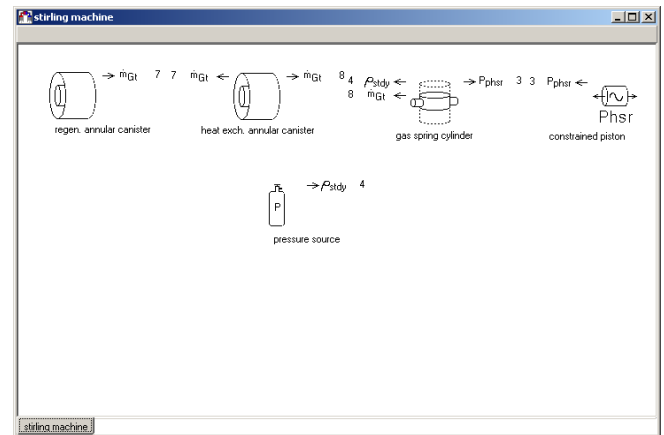 stirling machine
ṁGt 7 7 ṁGt ṁGt 8
4 Pstdy Pphsr 3 3 Pphsr
8 ṁGt
Phsr
regen. annular canister heat exch. annular canister gas spring cylinder constrained piston
Pstdy 4
P
pressure source
stirling machine